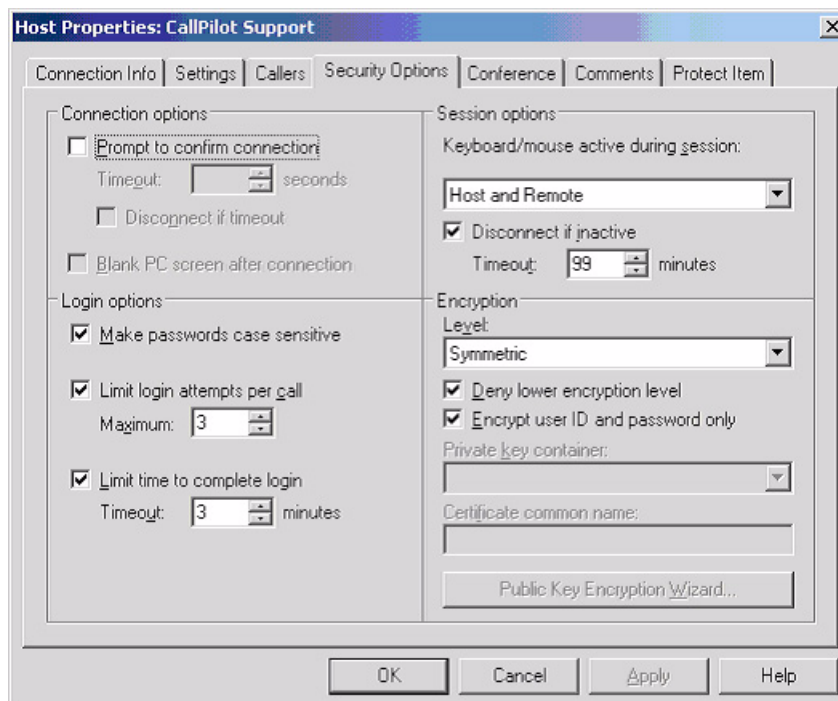 Host Properties: CallPilot Support
Connection Info
Settings
Callers
Security Options
Conference
Comments
Protect Item
Connection options
Prompt to confirm connection
Timeout:
seconds
Disconnect if timeout
Blank PC screen after connection
Login options
Make passwords case sensitive
Limit login attempts per call
Maximum: 3
Limit time to complete login
Timeout: 3 minutes
Session options
Keyboard/mouse active during session:
Host and Remote
Disconnect if inactive
Timeout: 99 minutes
Encryption
Level:
Symmetric
Deny lower encryption level
Encrypt user ID and password only
Private key container:
Certificate common name:
Public Key Encryption Wizard...
OK
Cancel
Apply
Help